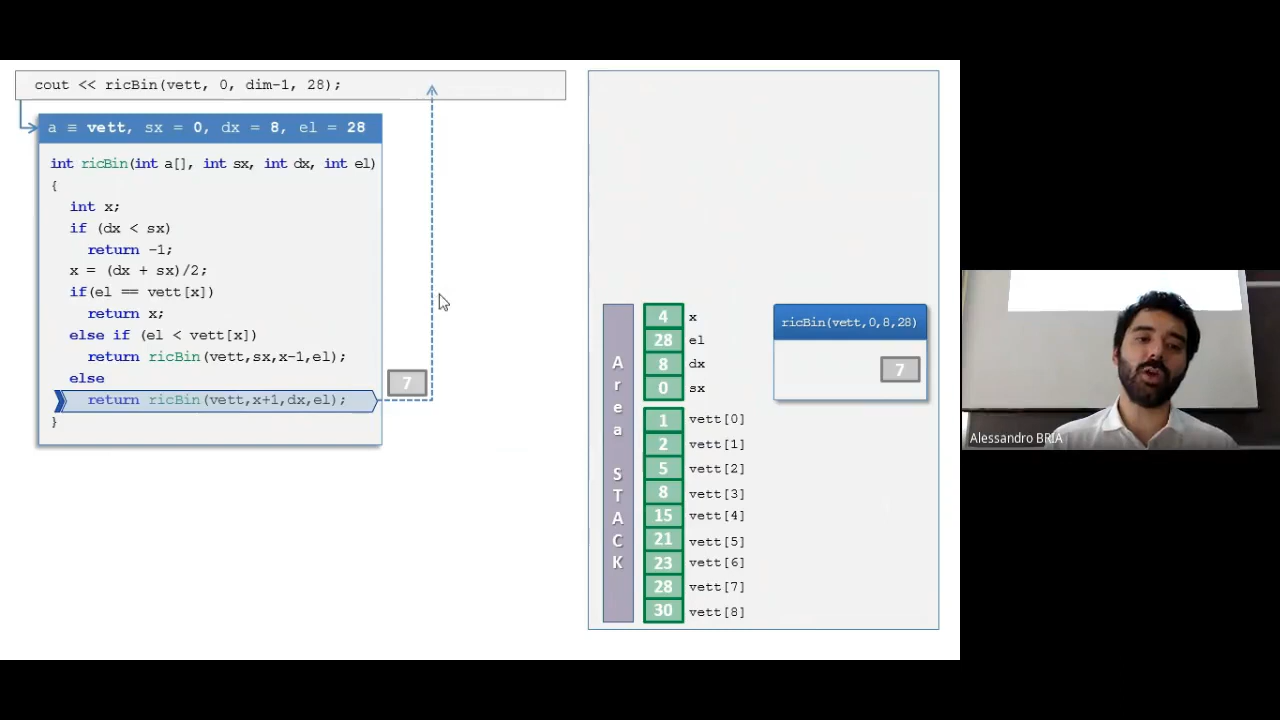 cout << ricBin(vett, 0, dim-1, 28);
a ≡ vett, sx = 0, dx = 8, el = 28
int ricBin(int a[], int sx, int dx, int el)
{
int x;
if (dx < sx)
return -1;
x = (dx + sx)/2;
if(el == vett[x])
return x;
else if (el < vett[x])
return ricBin(vett,sx,x-1,el);
else
return ricBin(vett,x+1,dx,el);
}
7
Area STACK
4 x
28 el
8 dx
0 sx
1 vett[0]
2 vett[1]
5 vett[2]
8 vett[3]
15 vett[4]
21 vett[5]
23 vett[6]
28 vett[7]
30 vett[8]
ricBin(vett,0,8,28)
7
Alessandro BRIA